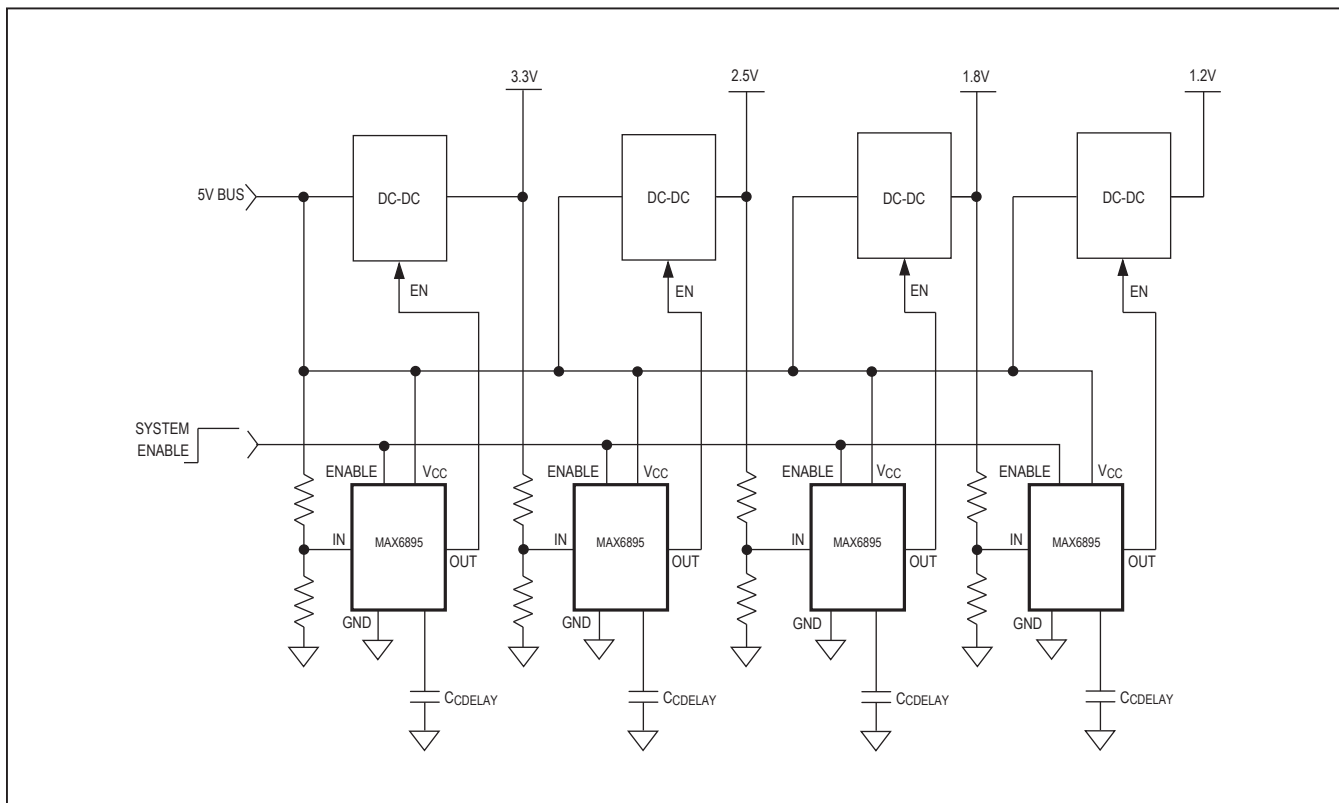 3.3V
2.5V
1.8V
1.2V
5V BUS
DC-DC
DC-DC
DC-DC
DC-DC
EN
EN
EN
EN
SYSTEM
ENABLE
ENABLE
VCC
ENABLE
VCC
ENABLE
VCC
ENABLE
VCC
IN
MAX6895
OUT
IN
MAX6895
OUT
IN
MAX6895
OUT
IN
MAX6895
OUT
GND
GND
GND
GND
CCDELAY
CCDELAY
CCDELAY
CCDELAY